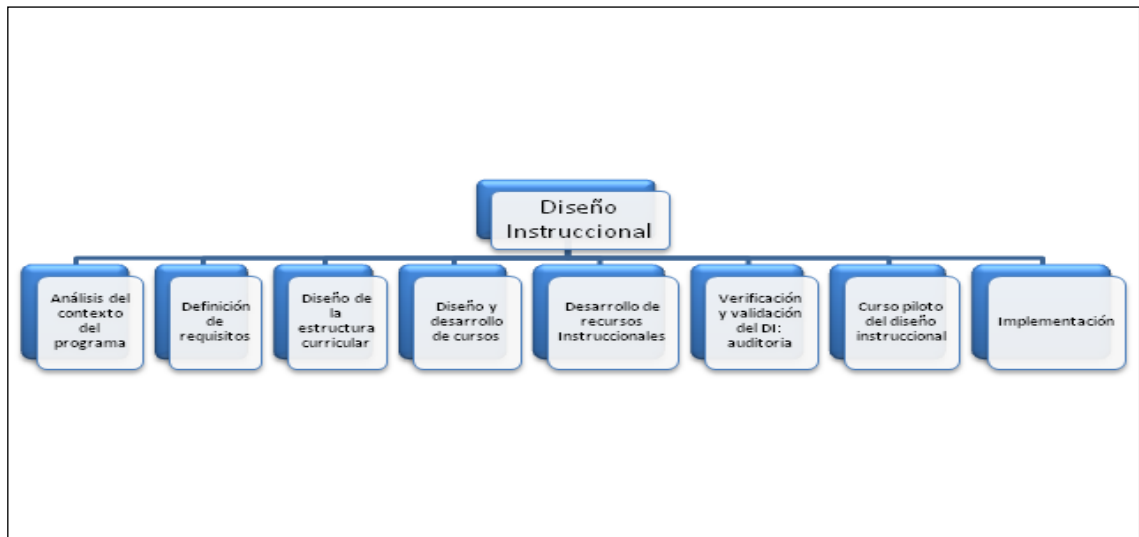 Diseño
Instruccional
Análisis del
contexto
del
programa
Definición
de
requisitos
Diseño de
la
estructura
curricular
Diseño y
desarrollo
de cursos
Desarrollo de
recursos
Instruccionales
Verificación
y validación
del DI:
auditoria
Curso piloto
del diseño
instruccional
Implementación